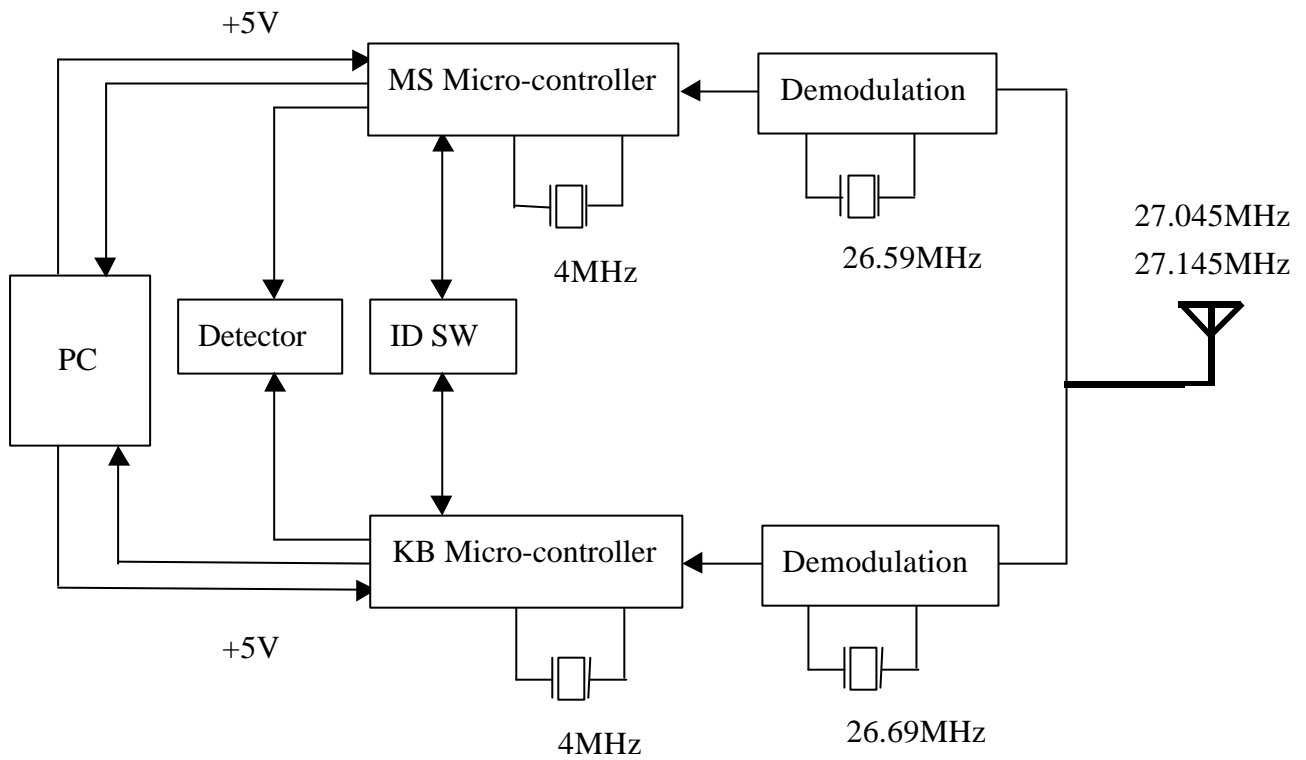 +5V
MS Micro-controller
Demodulation
27.045MHz
27.145MHz
4MHz
26.59MHz
PC
Detector
ID SW
KB Micro-controller
Demodulation
+5V
4MHz
26.69MHz